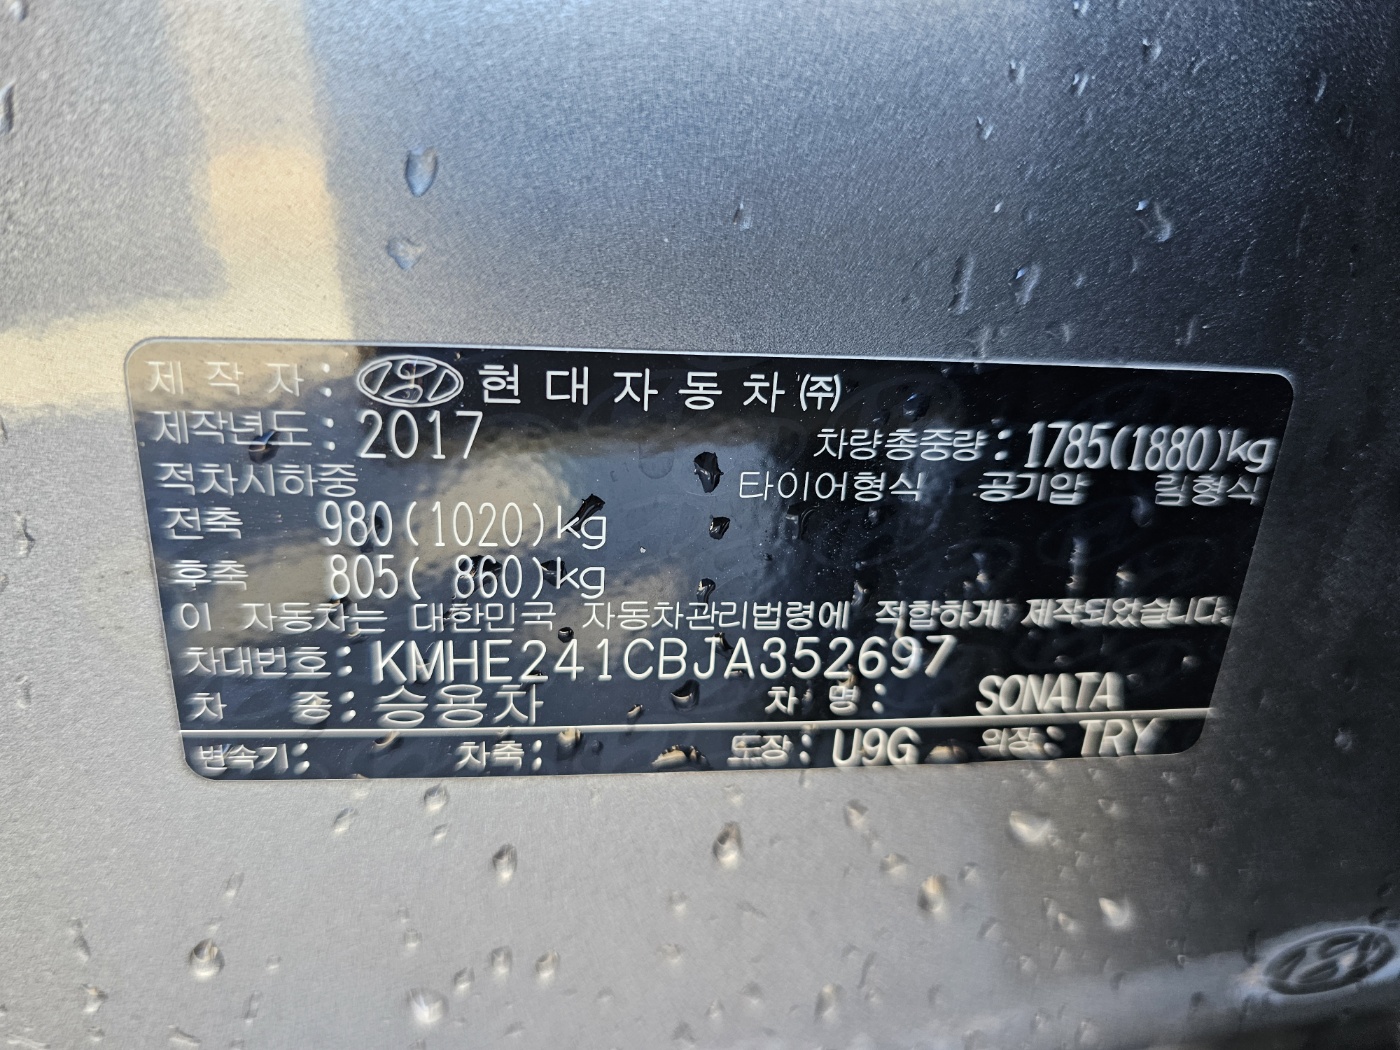 제 작 자 : 현 대 자 동 차 ㈜
제작년도 : 2017 차량총중량 : 1785(1880)kg
적차시하중 타이어형식 공기압 림형식
전축 980(1020)kg
후축 805( 860)kg
이 자동차는 대한민국 자동차관리법령에 적합하게 제작되었습니다.
차대번호 : KMHE241CBJA352697
차 종 : 승용차 차 명 : SONATA
변속기 : 차축 : 도장 : U9G 의장 : TRY